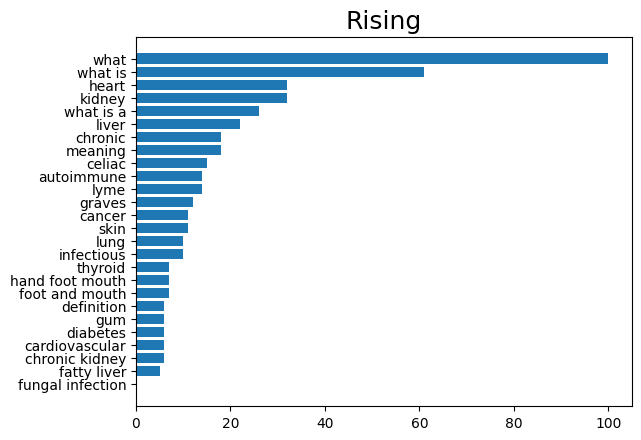 Rising
what
what is
heart
kidney
what is a
liver
chronic
meaning
celiac
autoimmune
lyme
graves
cancer
skin
lung
infectious
thyroid
hand foot mouth
foot and mouth
definition
gum
diabetes
cardiovascular
chronic kidney
fatty liver
fungal infection
0 20 40 60 80 100